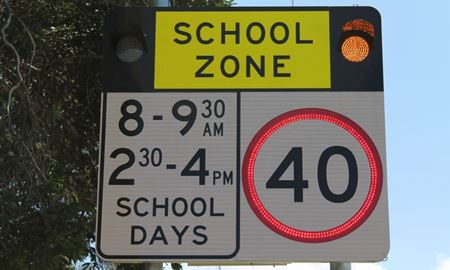 SCHOOL
ZONE
8-9³⁰ AM
2³⁰-4 PM
SCHOOL
DAYS
40